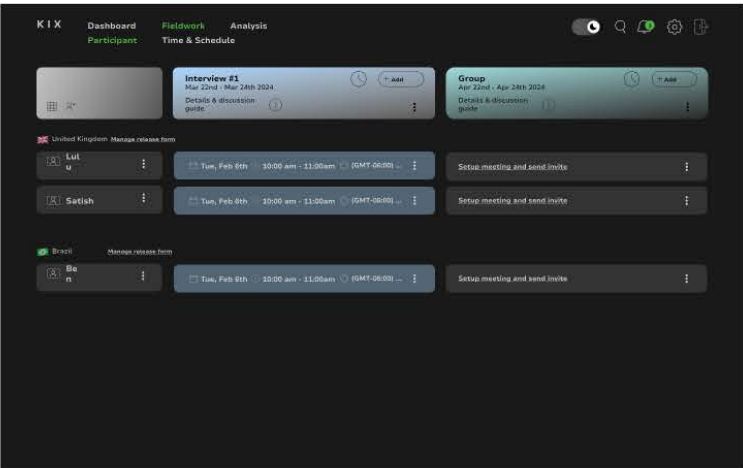 KIX Dashboard Fieldwork Analysis
Participant Time & Schedule
Interview #1
Mar 22nd - Mar 24th 2024
Details & discussion
guide
+ Add
Group
Apr 22nd - Apr 24th 2024
Details & discussion
guide
+ Add
United Kingdom Manage release form
Lul
u
Tue, Feb 6th 10:00 am - 11:00am (GMT-06:00) ...
Setup meeting and send invite
Satish
Tue, Feb 6th 10:00 am - 11:00am (GMT-06:00) ...
Setup meeting and send invite
Brazil Manage release form
Be
n
Tue, Feb 6th 10:00 am - 11:00am (GMT-06:00) ...
Setup meeting and send invite